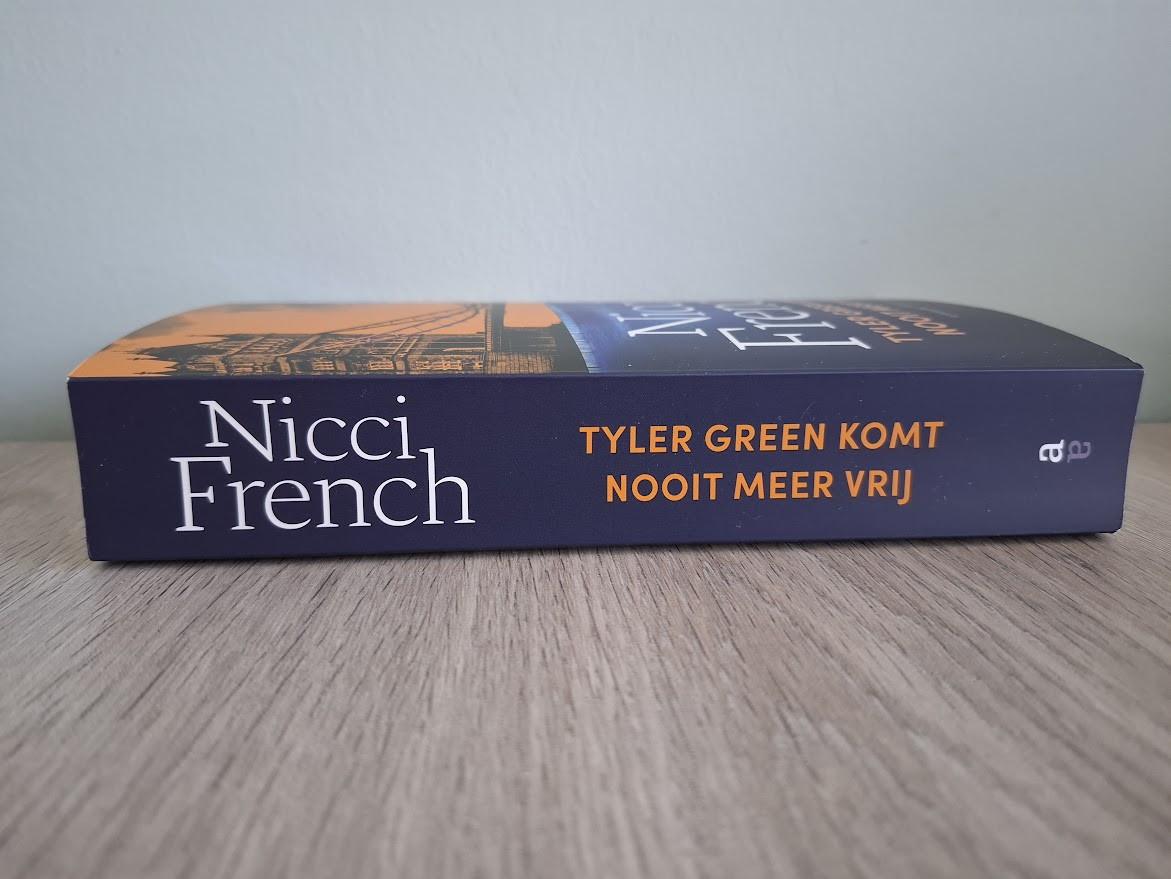 Nicci
French
TYLER GREEN KOMT
NOOIT MEER VRIJ
a
a